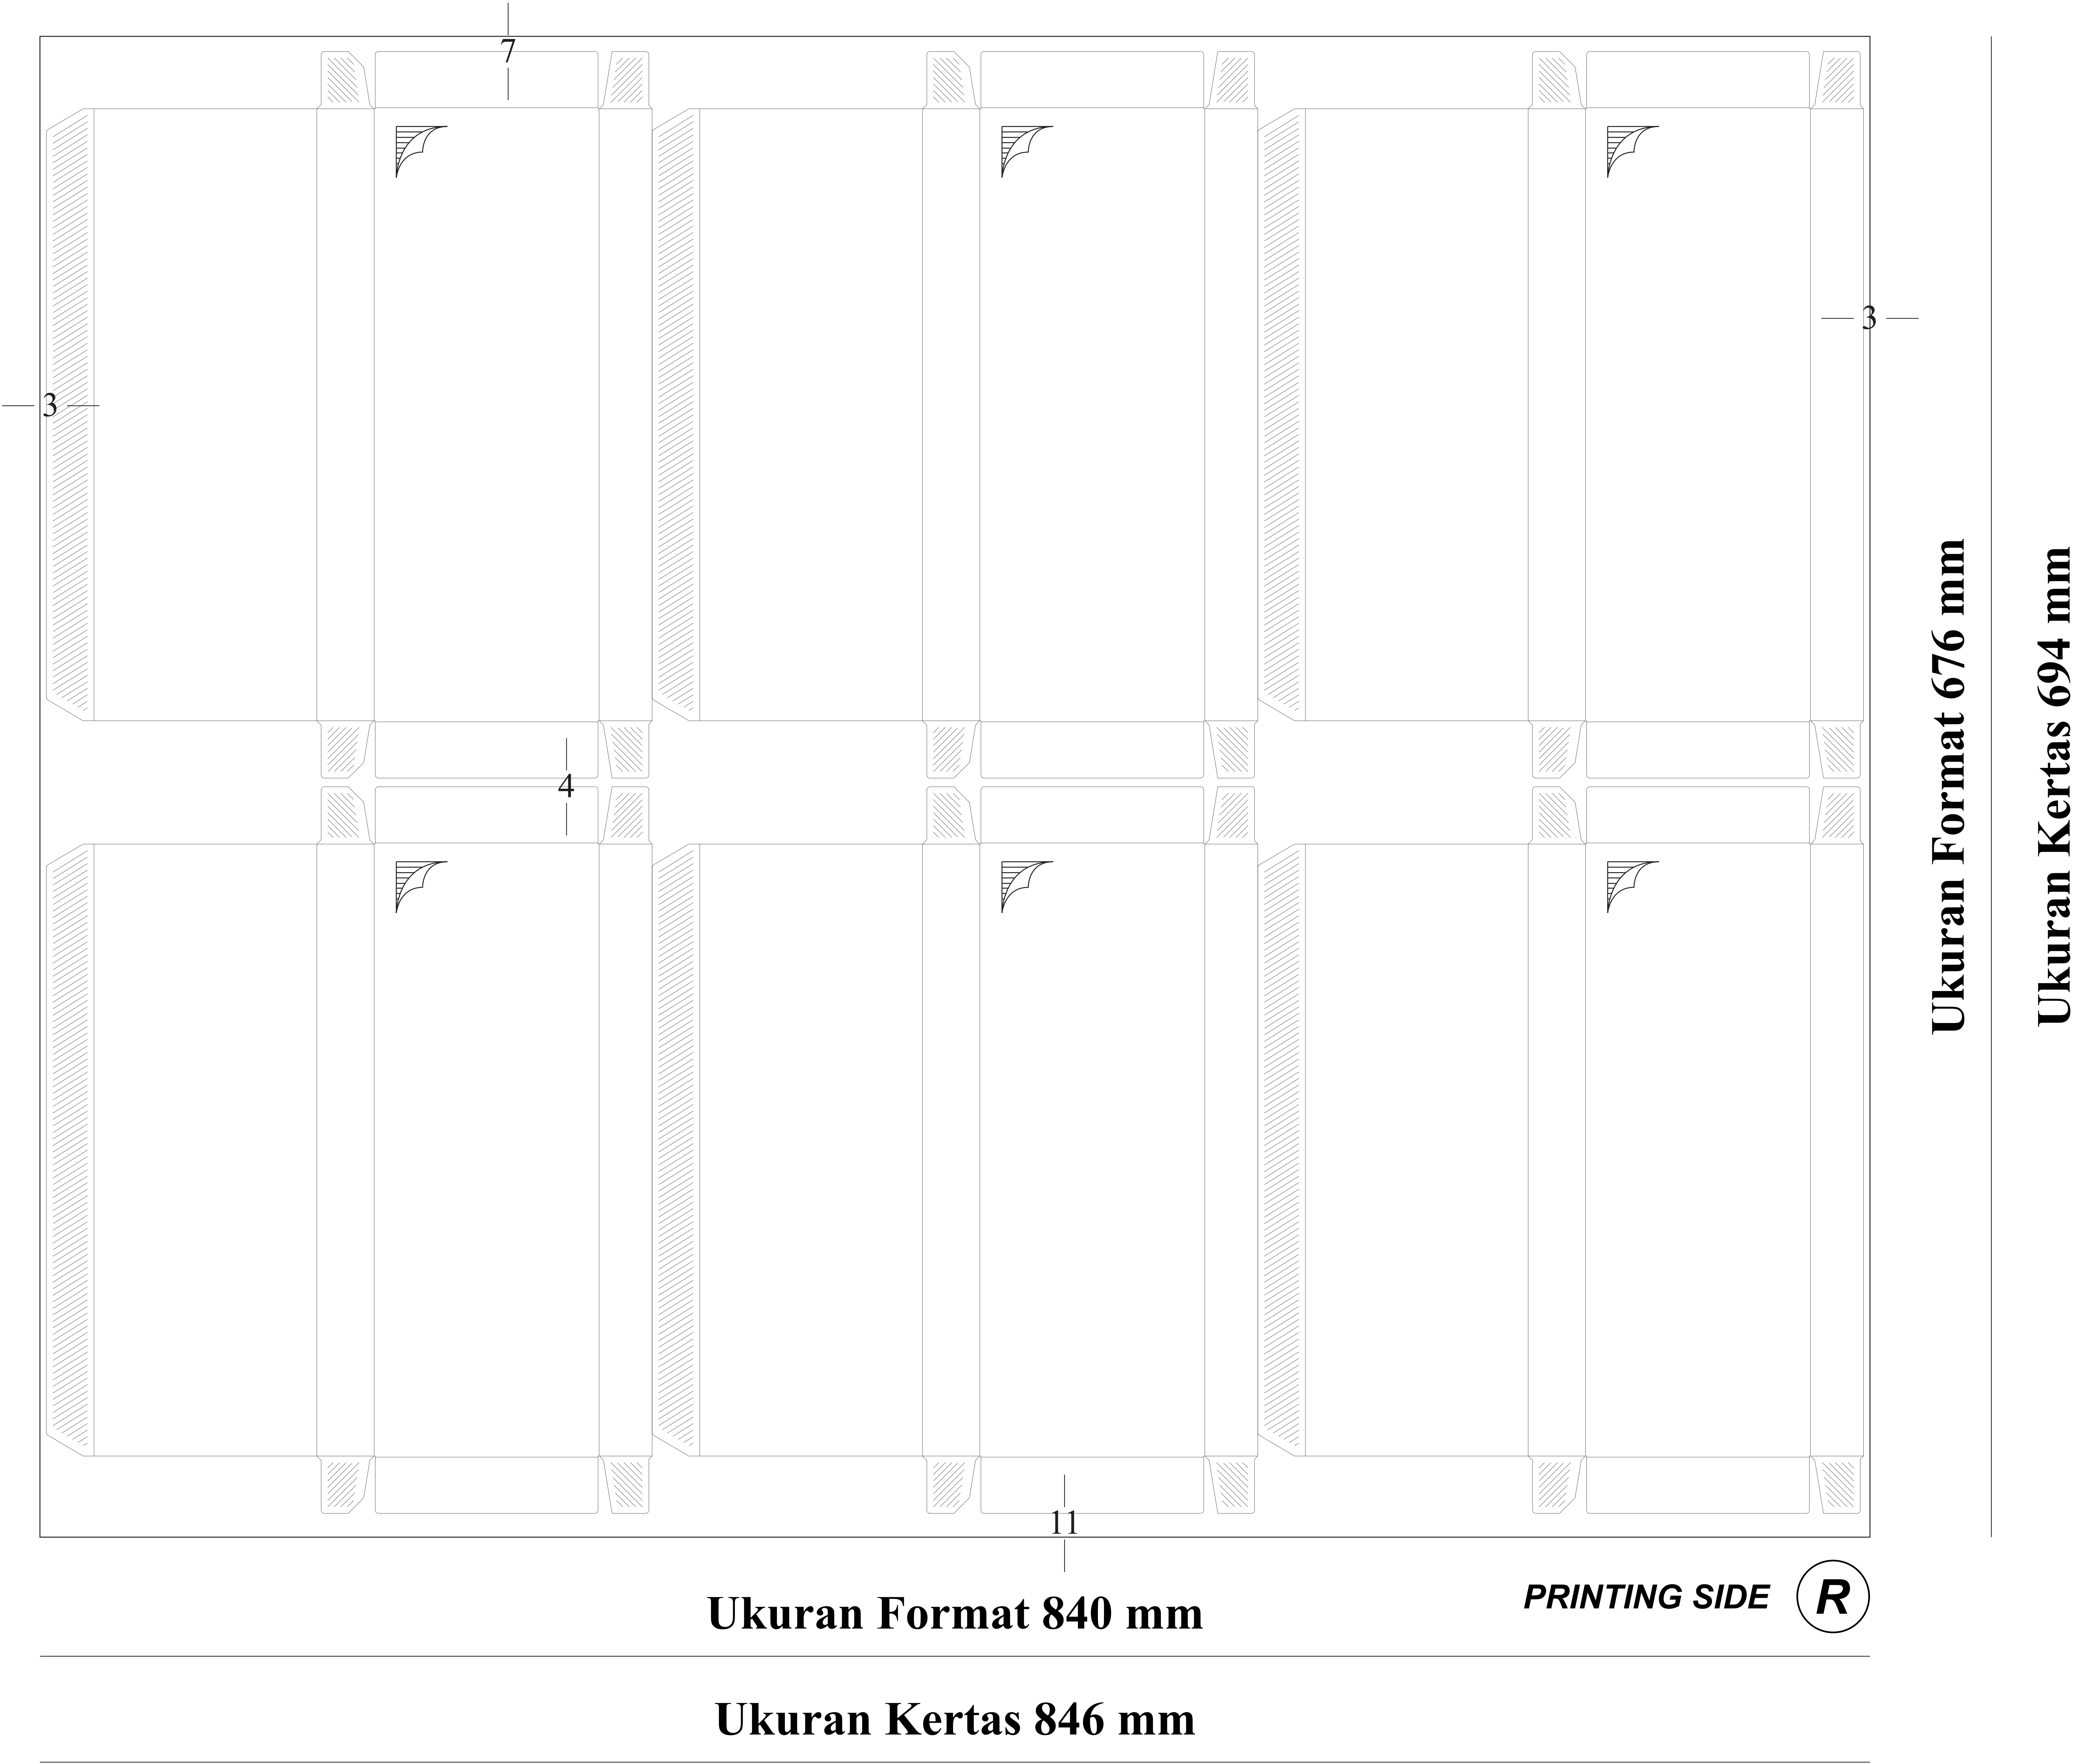 7
3
3
4
11
Ukuran Format 676 mm
Ukuran Kertas 694 mm
Ukuran Format 840 mm
PRINTING SIDE R
Ukuran Kertas 846 mm